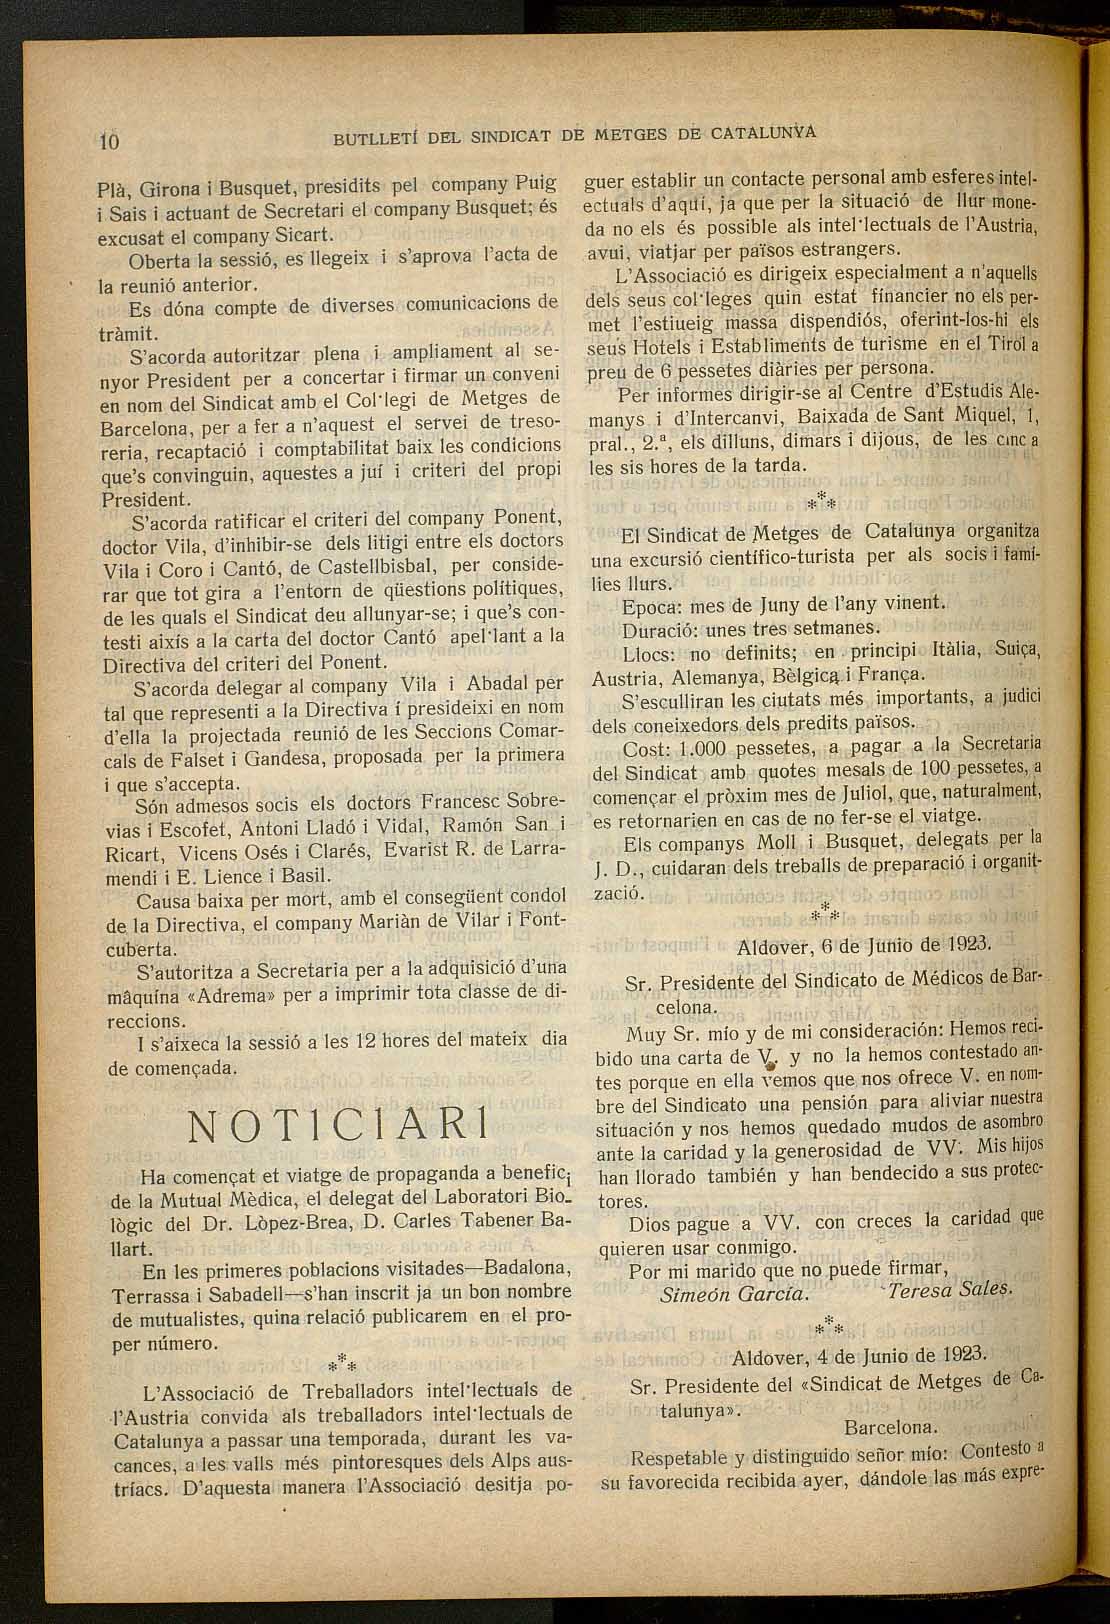 10
BUTLLETÍ DEL SINDICAT DE METGES DE CATALUNYA
Plà, Girona i Busquet, presidits pel company Puig
i Sais i actuant de Secretari el company Busquet; és
excusat el company Sicart.
Oberta la sessió, es llegeix i s'aprova l'acta de
la reunió anterior.
Es dóna compte de diverses comunicacions de
tràmit.
S'acorda autoritzar plena i ampliament al se-
nyor President per a concertar i firmar un conveni
en nom del Sindicat amb el Col·legi de Metges de
Barcelona, per a fer a n'aquest el servei de treso-
reria, recaptació i comptabilitat baix les condicions
que's convinguin, aquestes a juí i criteri del propi
President.
S'acorda ratificar el criteri del company Ponent,
doctor Vila, d'inhibir-se dels litigi entre els doctors
Vila i Coro i Cantó, de Castellbisbal, per conside-
rar que tot gira a l'entorn de qüestions polítiques,
de les quals el Sindicat deu allunyar-se; i que's con-
testi aixís a la carta del doctor Cantó apel·lant a la
Directiva del criteri del Ponent.
S'acorda delegar al company Vila i Abadal per
tal que representi a la Directiva i presideixi en nom
d'ella la projectada reunió de les Seccions Comar-
cals de Falset i Gandesa, proposada per la primera
i que s'accepta.
Són admesos socis els doctors Francesc Sobre-
vias i Escofet, Antoni Lladó i Vidal, Ramón San i
Ricart, Vicens Osés i Clarés, Evarist R. de Larra-
mendi i E. Lience i Basil.
Causa baixa per mort, amb el consegüent condol
de la Directiva, el company Mariàn de Vilar i Font-
cuberta.
S'autoritza a Secretaria per a la adquisició d'una
màquina «Adrema» per a imprimir tota classe de di-
reccions.
I s'aixeca la sessió a les 12 hores del mateix dia
de començada.
NOTICIARI
Ha començat et viatge de propaganda a benefici
de la Mutual Mèdica, el delegat del Laboratori Bio-
lògic del Dr. Lòpez-Brea, D. Carles Tabener Ba-
llart.
En les primeres poblacions visitades—Badalona,
Terrassa i Sabadell—s'han inscrit ja un bon nombre
de mutualistes, quina relació publicarem en el pro-
per número.
***
L'Associació de Treballadors intel·lectuals de
l'Austria convida als treballadors intel·lectuals de
Catalunya a passar una temporada, durant les va-
cances, a les valls més pintoresques dels Alps aus-
tríacs. D'aquesta manera l'Associació desitja po-
guer establir un contacte personal amb esferes intel-
ectuals d'aquí, ja que per la situació de llur mone-
da no els és possible als intel·lectuals de l'Austria,
avui, viatjar per països estrangers.
L'Associació es dirigeix especialment a n'aquells
dels seus col·leges quin estat financier no els per-
met l'estiueig massa dispendiós, oferint-los-hi els
seus Hotels i Establiments de turisme en el Tirol a
preu de 6 pessetes diàries per persona.
Per informes dirigir-se al Centre d'Estudis Ale-
manys i d'Intercanvi, Baixada de Sant Miquel, 1,
pral., 2.ª, els dilluns, dimars i dijous, de les cinc a
les sis hores de la tarda.
***
El Sindicat de Metges de Catalunya organitza
una excursió científico-turista per als socis i famí-
lies llurs.
Epoca: mes de Juny de l'any vinent.
Duració: unes tres setmanes.
Llocs: no definits; en principi Itàlia, Suiça,
Austria, Alemanya, Bèlgica i França.
S'esculliran les ciutats més importants, a judici
dels coneixedors dels predits països.
Cost: 1.000 pessetes, a pagar a la Secretaria
del Sindicat amb quotes mesals de 100 pessetes, a
començar el pròxim mes de Juliol, que, naturalment,
es retornarien en cas de no fer-se el viatge.
Els companys Moll i Busquet, delegats per la
J. D., cuidaran dels treballs de preparació i organit-
zació.
***
Aldover, 6 de Junio de 1923.
Sr. Presidente del Sindicato de Médicos de Bar-
celona.
Muy Sr. mío y de mi consideración: Hemos reci-
bido una carta de V. y no la hemos contestado an-
tes porque en ella vemos que nos ofrece V. en nom-
bre del Sindicato una pensión para aliviar nuestra
situación y nos hemos quedado mudos de asombro
ante la caridad y la generosidad de VV. Mis hijos
han llorado también y han bendecido a sus protec-
tores.
Dios pague a VV. con creces la caridad que
quieren usar conmigo.
Por mi marido que no puede firmar,
Simeón García. Teresa Sales.
***
Aldover, 4 de Junio de 1923.
Sr. Presidente del «Sindicat de Metges de Ca-
talunya».
Barcelona.
Respetable y distinguido señor mío: Contesto a
su favorecida recibida ayer, dándole las más expre-